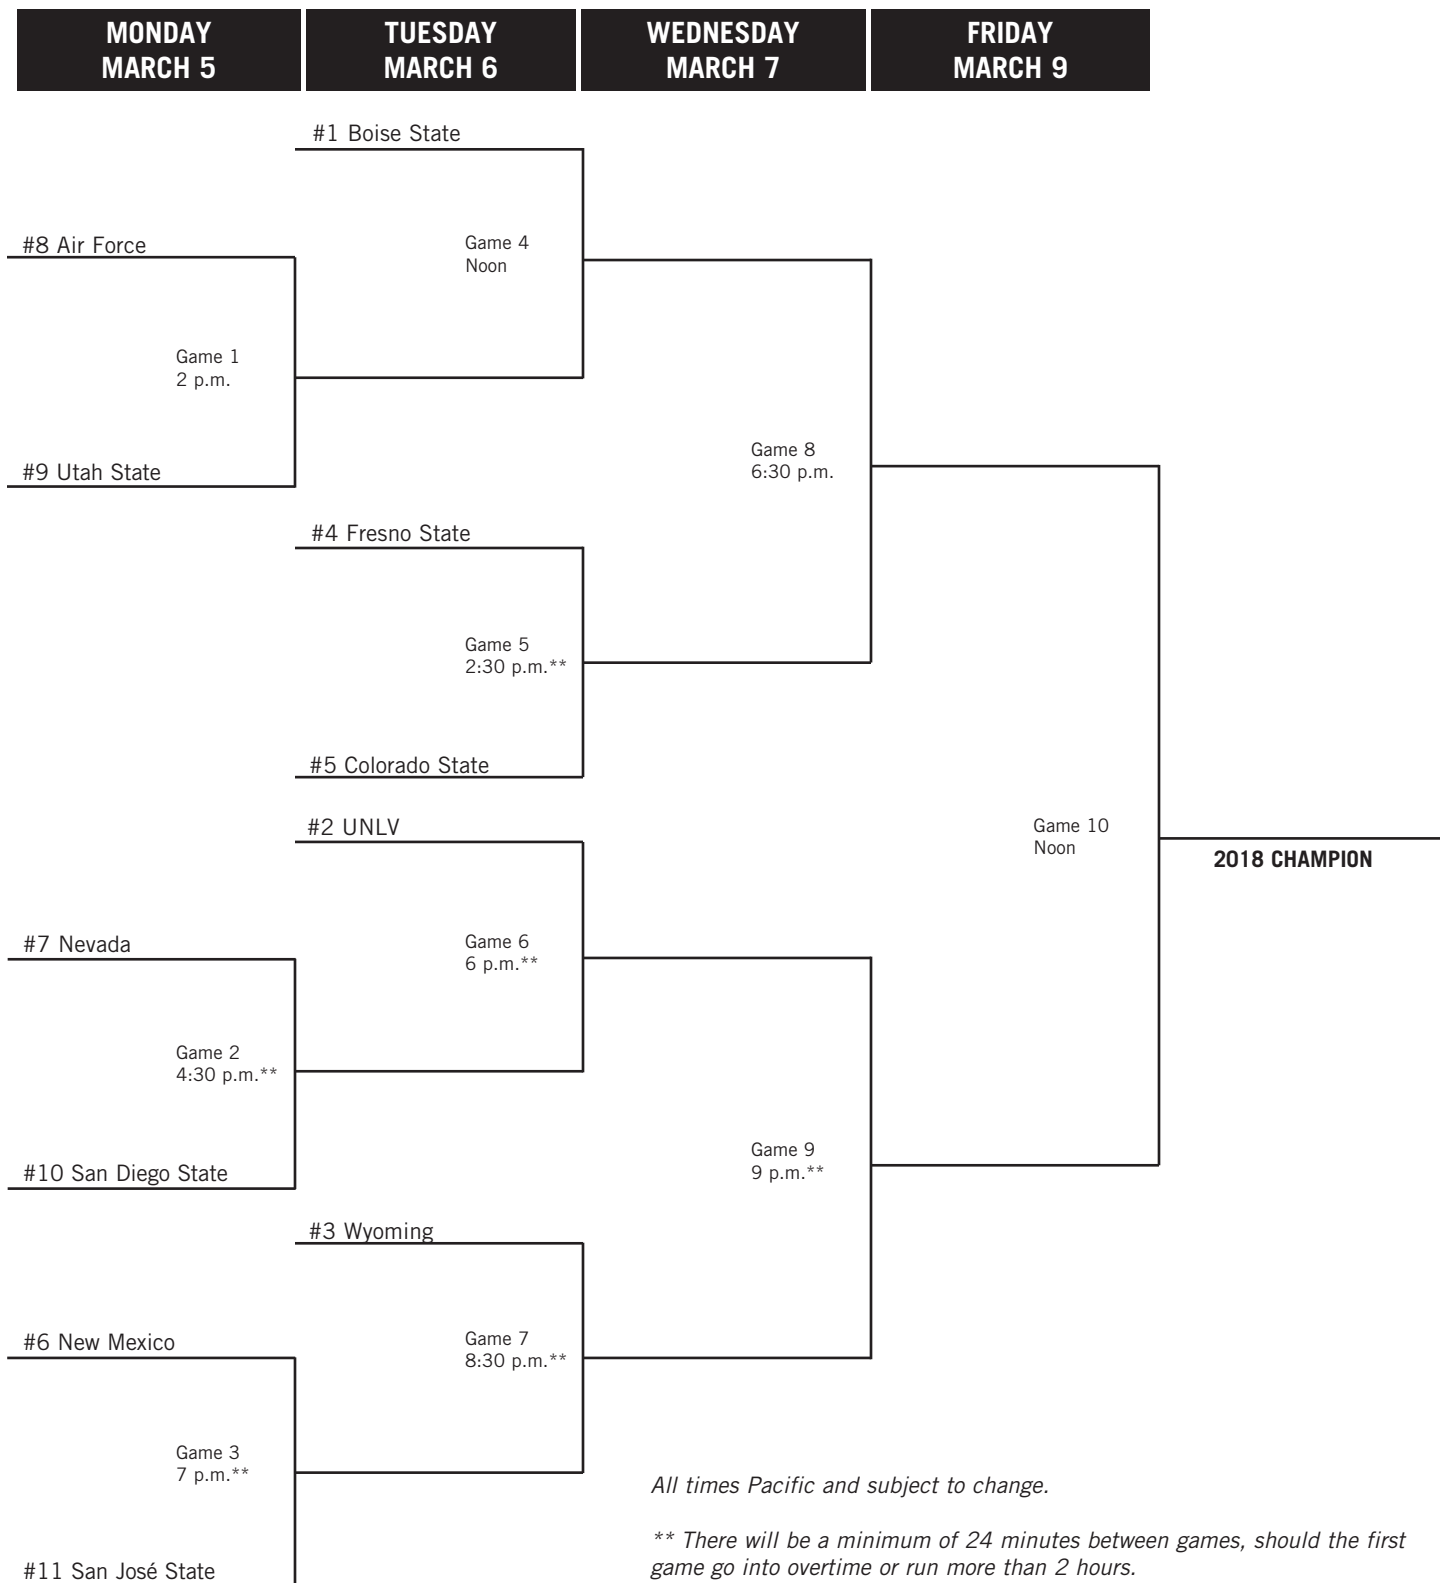 MONDAY
MARCH 5
TUESDAY
MARCH 6
WEDNESDAY
MARCH 7
FRIDAY
MARCH 9
#1 Boise State
#8 Air Force
Game 4
Noon
Game 1
2 p.m.
#9 Utah State
Game 8
6:30 p.m.
#4 Fresno State
Game 5
2:30 p.m.**
#5 Colorado State
#2 UNLV
Game 10
Noon
2018 CHAMPION
#7 Nevada
Game 6
6 p.m.**
Game 2
4:30 p.m.**
#10 San Diego State
Game 9
9 p.m.**
#3 Wyoming
#6 New Mexico
Game 7
8:30 p.m.**
Game 3
7 p.m.**
#11 San José State
All times Pacific and subject to change.
** There will be a minimum of 24 minutes between games, should the first
game go into overtime or run more than 2 hours.